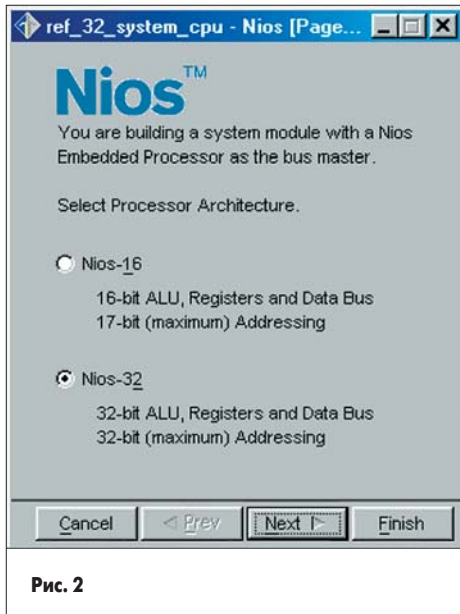 ref_32_system_cpu - Nios [Page...
Nios™
You are building a system module with a Nios
Embedded Processor as the bus master.
Select Processor Architecture.
Nios-16
16-bit ALU, Registers and Data Bus
17-bit (maximum) Addressing
Nios-32
32-bit ALU, Registers and Data Bus
32-bit (maximum) Addressing
Cancel
Prev
Next
Finish
Рис. 2